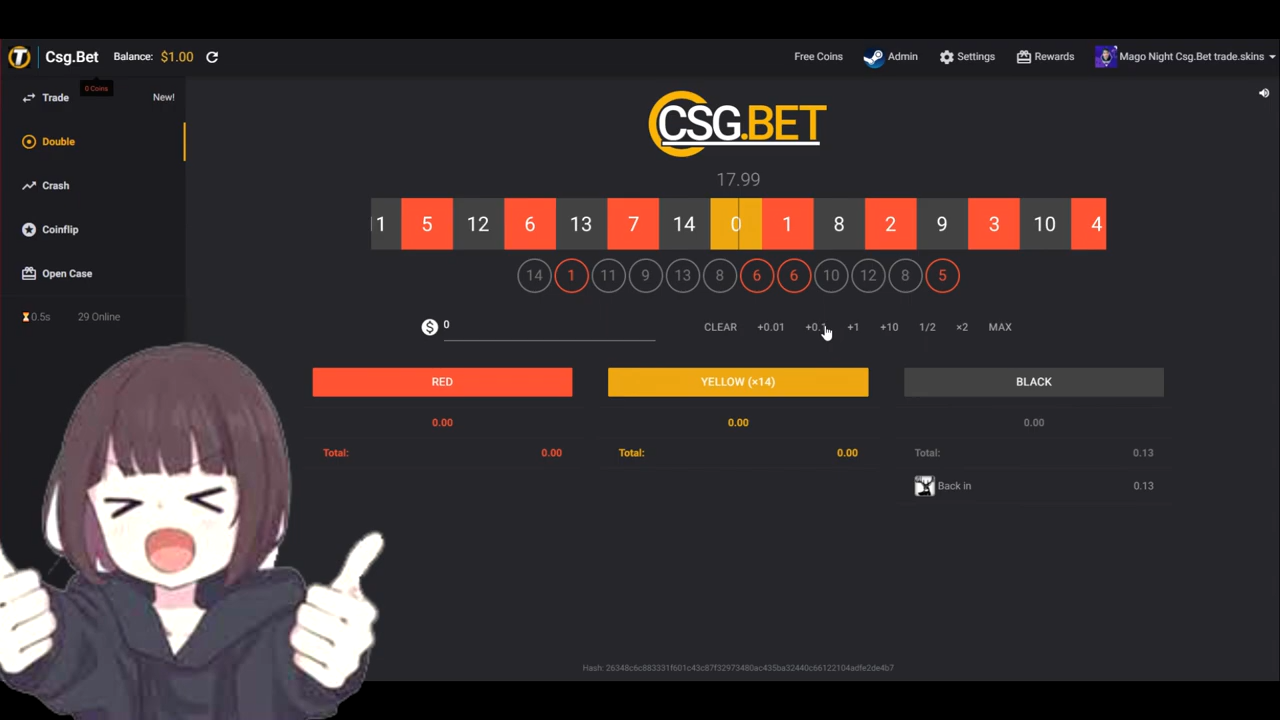 Csg.Bet Balance: $1.00 Free Coins Admin Settings Rewards Mago Night Csg.Bet trade.skins
0 Coins
Trade New!
Double
Crash
Coinflip
Open Case
0.5s 29 Online
CSG.BET
17.99
5 12 6 13 7 14 0 1 8 2 9 3 10 4
14 1 11 9 13 8 6 6 10 12 8 5
$ 0 CLEAR +0.01 +0.1 +1 +10 1/2 ×2 MAX
RED YELLOW (×14) BLACK
0.00 0.00 0.00
Total: 0.00 Total: 0.00 Total: 0.13
Back in 0.13